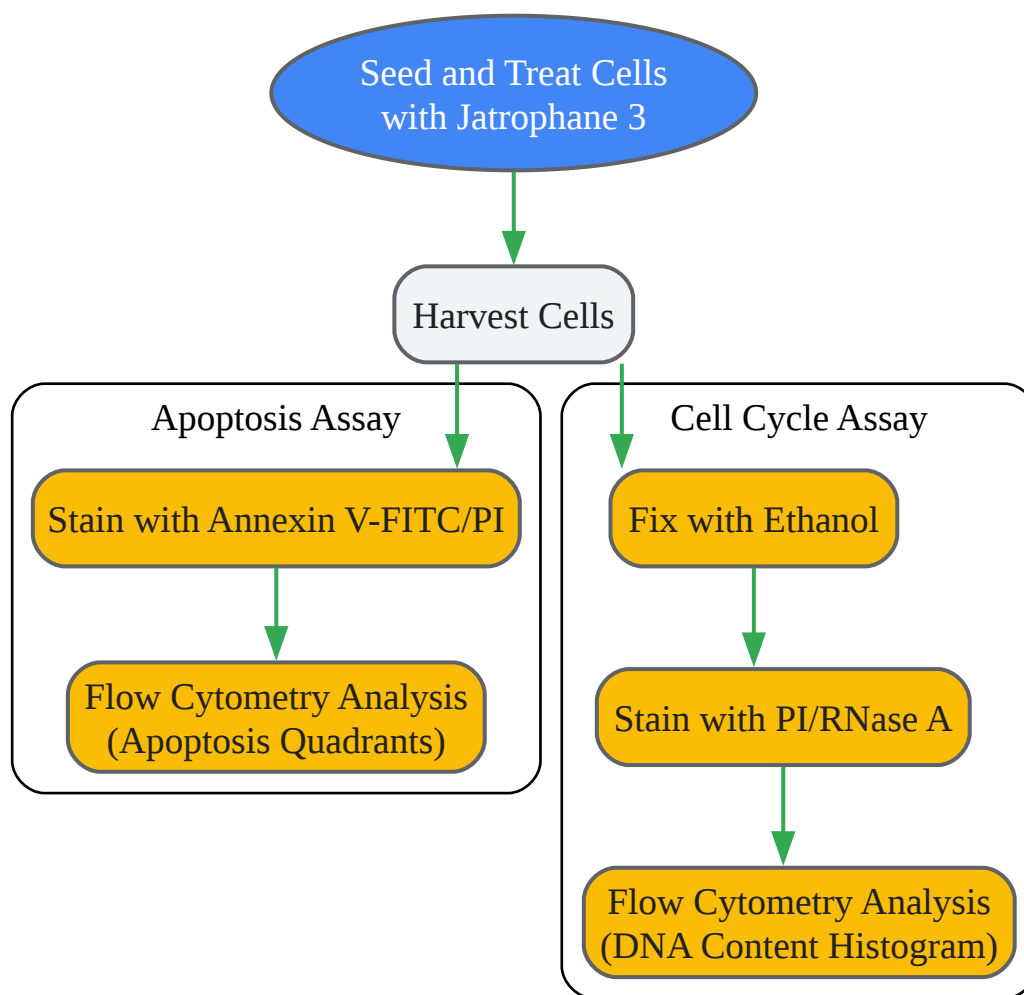 Seed and Treat Cells
with Jatrophane 3
Harvest Cells
Apoptosis Assay
Stain with Annexin V-FITC/PI
Flow Cytometry Analysis
(Apoptosis Quadrants)
Cell Cycle Assay
Fix with Ethanol
Stain with PI/RNase A
Flow Cytometry Analysis
(DNA Content Histogram)